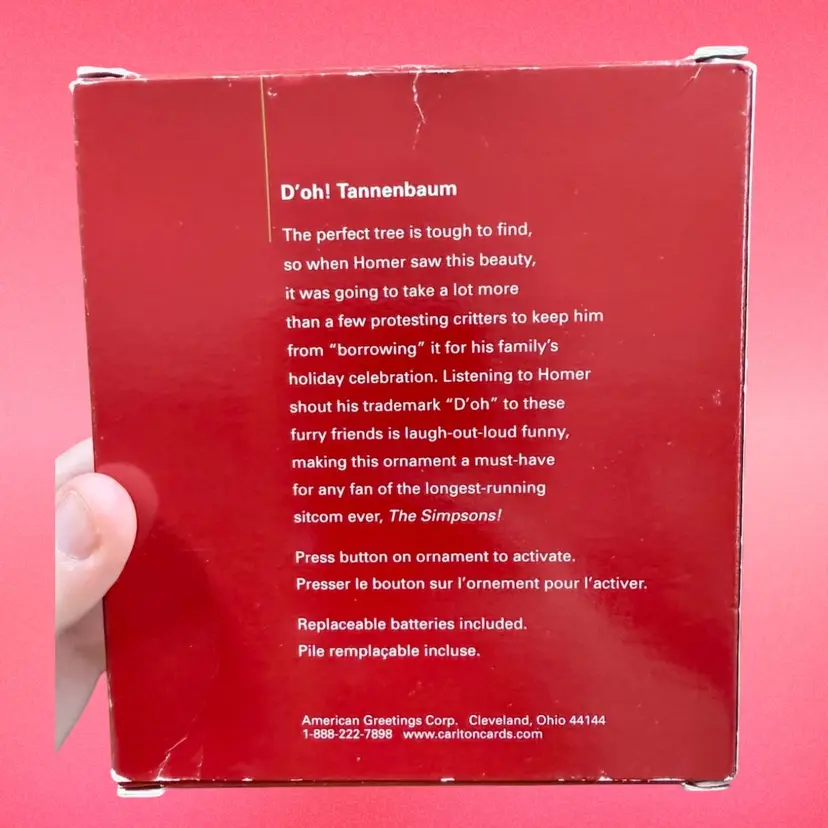 D'oh! Tannenbaum
The perfect tree is tough to find,
so when Homer saw this beauty,
it was going to take a lot more
than a few protesting critters to keep him
from "borrowing" it for his family's
holiday celebration. Listening to Homer
shout his trademark "D'oh" to these
furry friends is laugh-out-loud funny,
making this ornament a must-have
for any fan of the longest-running
sitcom ever, The Simpsons!
Press button on ornament to activate.
Presser le bouton sur l'ornement pour l'activer.
Replaceable batteries included.
Pile remplaçable incluse.
American Greetings Corp. Cleveland, Ohio 44144
1-888-222-7898 www.carltoncards.com